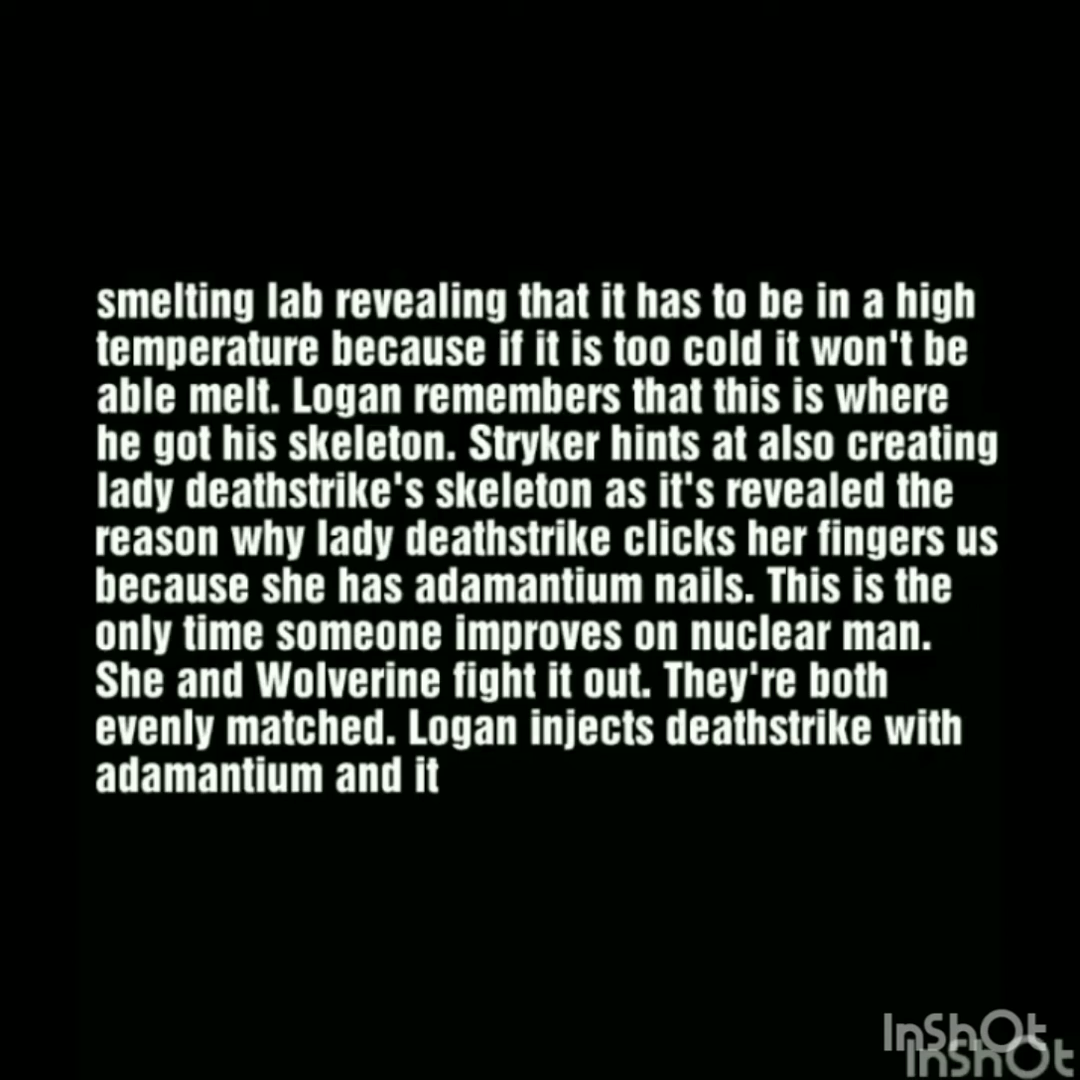 smelting lab revealing that it has to be in a high
temperature because if it is too cold it won't be
able melt. Logan remembers that this is where
he got his skeleton. Stryker hints at also creating
lady deathstrike's skeleton as it's revealed the
reason why lady deathstrike clicks her fingers us
because she has adamantium nails. This is the
only time someone improves on nuclear man.
She and Wolverine fight it out. They're both
evenly matched. Logan injects deathstrike with
adamantium and it
InShOt
InShOt